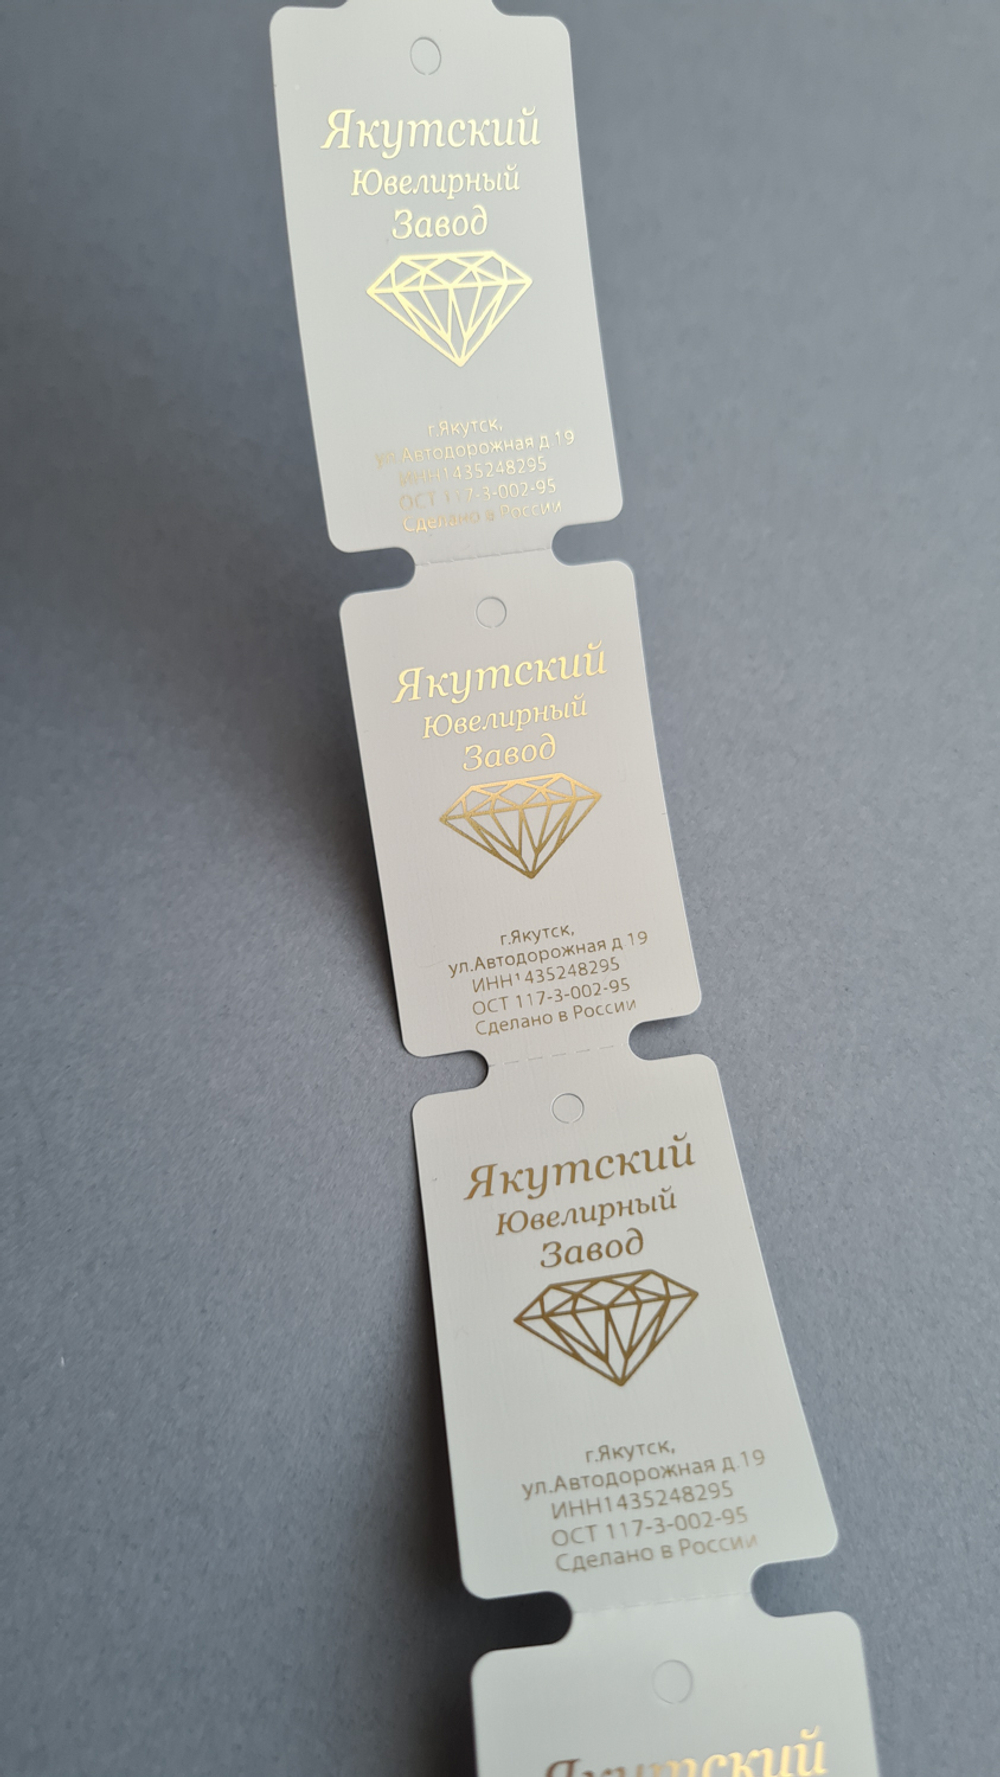 Якутский
Ювелирный
Завод
г.Якутск,
ул.Автодорожная д.19
ИНН1435248295
ОСТ 117-3-002-95
Сделано в России
Якутский
Ювелирный
Завод
г.Якутск,
ул.Автодорожная д 19
ИНН1435248295
ОСТ 117-3-002-95
Сделано в России
Якутский
Ювелирный
Завод
г.Якутск,
ул.Автодорожная д.19
ИНН1435248295
ОСТ 117-3-002-95
Сделано в России
Якутский